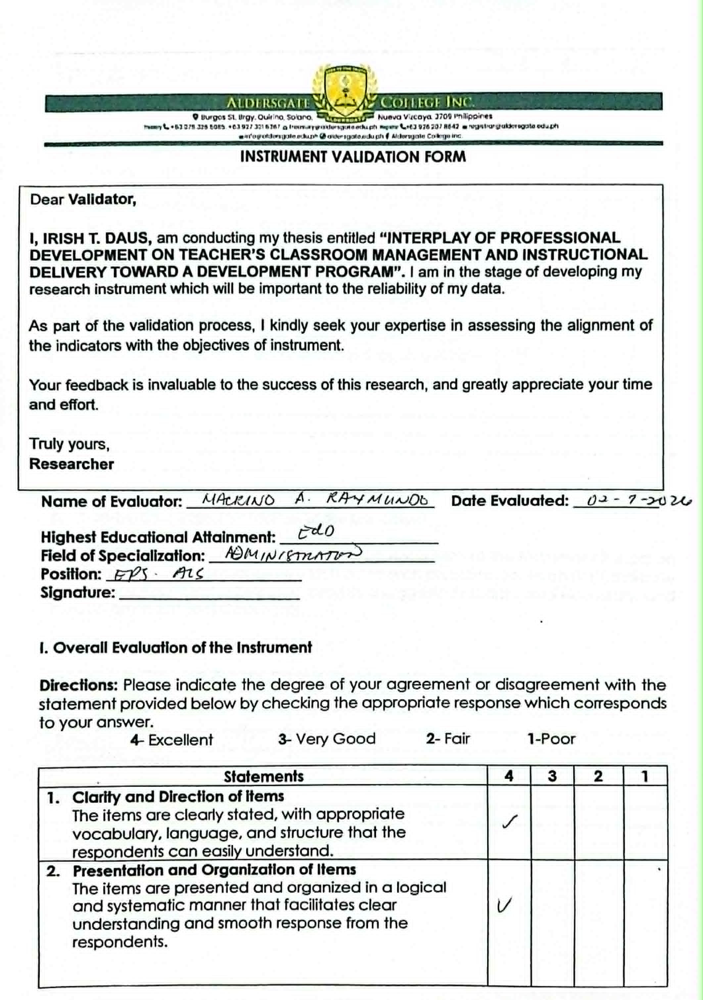 ALDERSGATE COLLEGE INC.
Burgos St. Brgy. Quirino, Solano, Nueva Vizcaya 3709 Philippines
registrar@aldersgate.edu.ph
aldersgate.edu.ph Aldersgate College Inc.
INSTRUMENT VALIDATION FORM
Dear Validator,
I, IRISH T. DAUS, am conducting my thesis entitled “INTERPLAY OF PROFESSIONAL
DEVELOPMENT ON TEACHER’S CLASSROOM MANAGEMENT AND INSTRUCTIONAL
DELIVERY TOWARD A DEVELOPMENT PROGRAM”. I am in the stage of developing my
research instrument which will be important to the reliability of my data.
As part of the validation process, I kindly seek your expertise in assessing the alignment of
the indicators with the objectives of instrument.
Your feedback is invaluable to the success of this research, and greatly appreciate your time
and effort.
Truly yours,
Researcher
Name of Evaluator: MACKINO A. RAYMUNDO Date Evaluated: 02-7-2026
Highest Educational Attainment: EdD
Field of Specialization: ADMINISTRATION
Position: EPS. ALS
Signature:
I. Overall Evaluation of the Instrument
Directions: Please indicate the degree of your agreement or disagreement with the
statement provided below by checking the appropriate response which corresponds
to your answer.
4- Excellent 3- Very Good 2- Fair 1-Poor
Statements 4 3 2 1
1. Clarity and Direction of Items
The items are clearly stated, with appropriate
vocabulary, language, and structure that the
respondents can easily understand.
2. Presentation and Organization of Items
The items are presented and organized in a logical
and systematic manner that facilitates clear
understanding and smooth response from the
respondents.